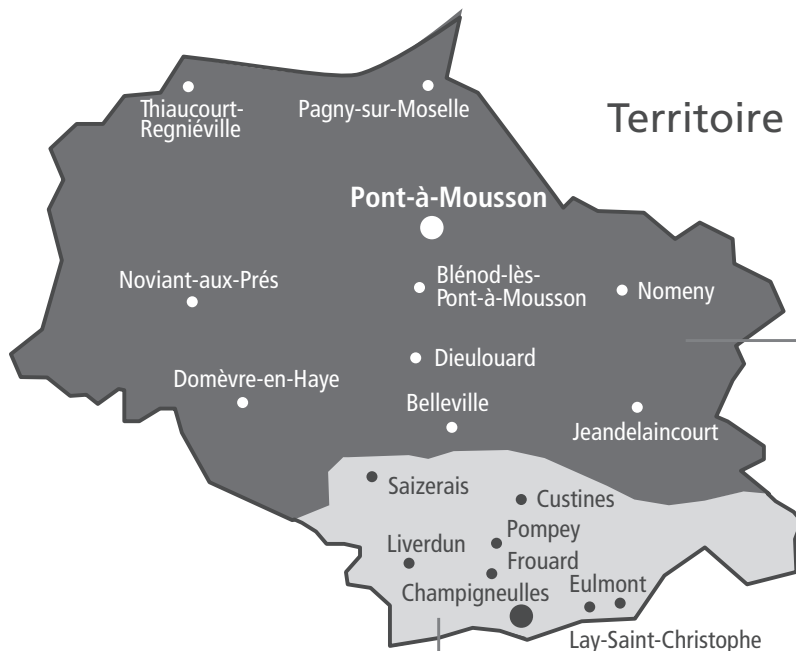 Thiaucourt-
Regniéville
Pagny-sur-Moselle
Territoire
Pont-à-Mousson
Noviant-aux-Prés
Blénod-lès-
Pont-à-Mousson
Nomeny
Dieulouard
Domèvre-en-Haye
Belleville
Jeandelaincourt
Saizerais
Custines
Pompey
Liverdun
Frouard
Champigneulles
Eulmont
Lay-Saint-Christophe